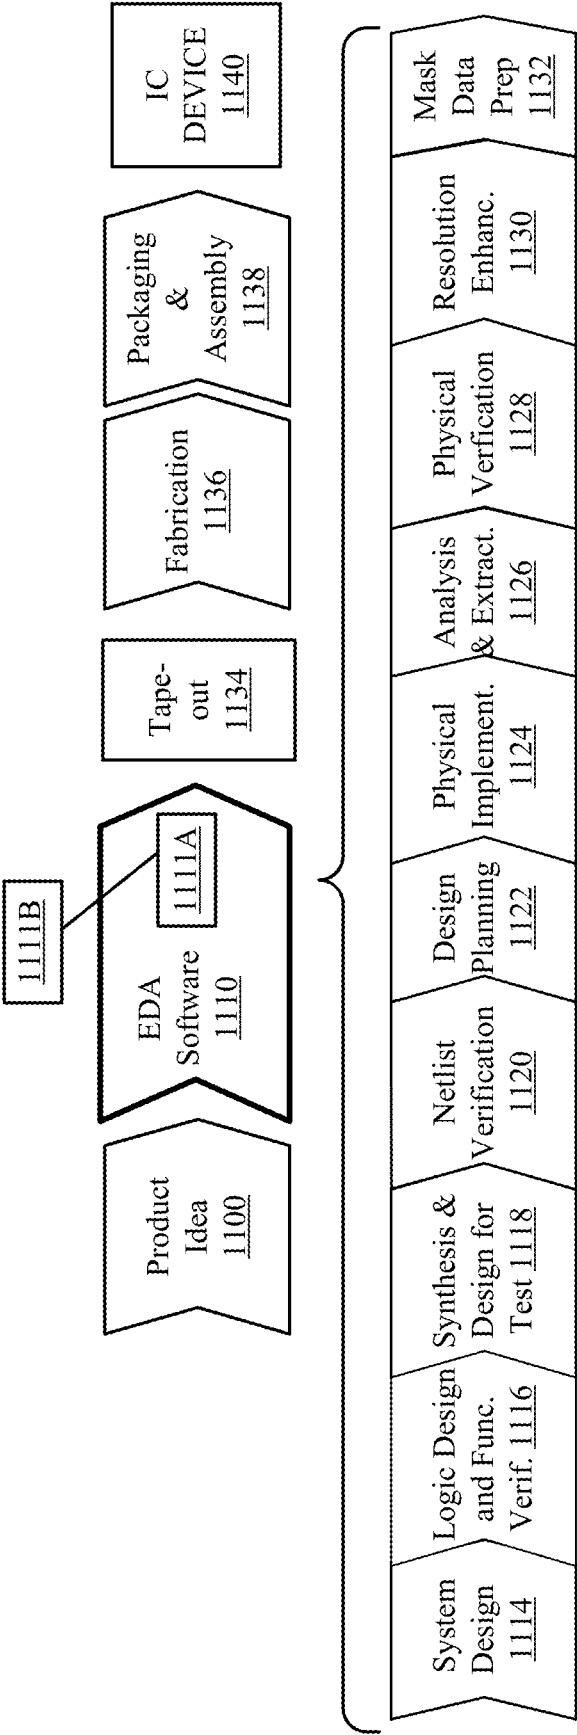 1111B
Product
Idea
1100
EDA
Software
1110
1111A
Tape-
out
1134
Fabrication
1136
Packaging
&
Assembly
1138
IC
DEVICE
1140
System
Design
1114
Logic Design
and Func.
Verif. 1116
Synthesis &
Design for
Test 1118
Netlist
Verification
1120
Design
Planning
1122
Physical
Implement.
1124
Analysis
& Extract.
1126
Physical
Verfication
1128
Resolution
Enhanc.
1130
Mask
Data
Prep
1132